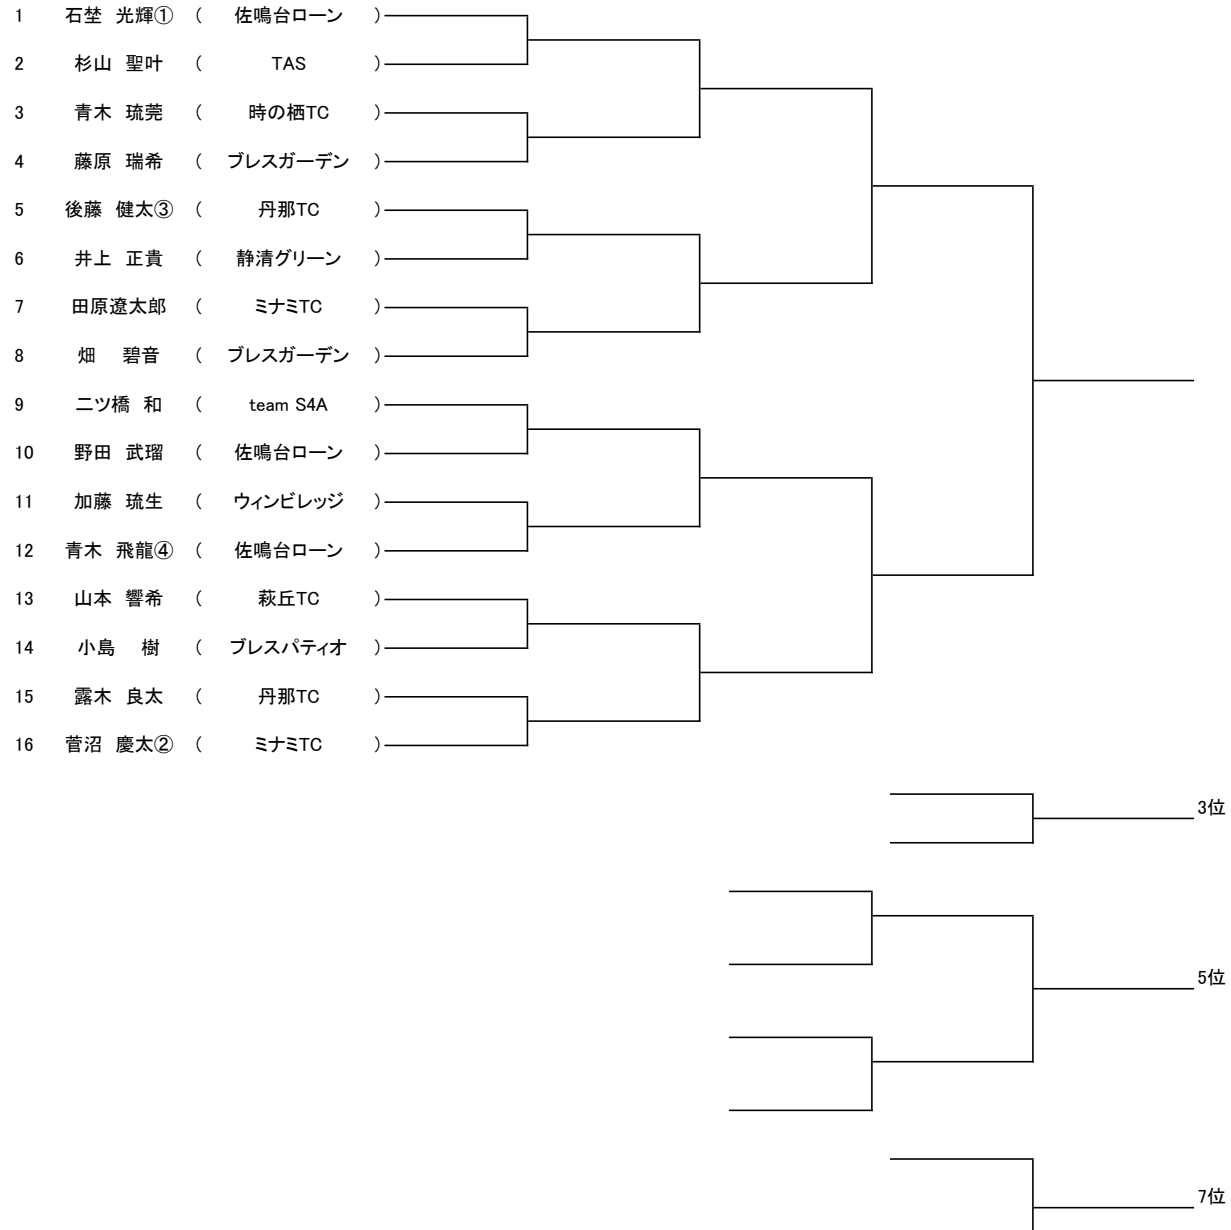 1 石埜 光輝① ( 佐鳴台ローン )
2 杉山 聖叶 ( TAS )
3 青木 琉莞 ( 時の栖TC )
4 藤原 瑞希 ( ブレスガーデン )
5 後藤 健太③ ( 丹那TC )
6 井上 正貴 ( 静清グリーン )
7 田原遼太郎 ( ミナミTC )
8 畑 碧音 ( ブレスガーデン )
9 二ツ橋 和 ( team S4A )
10 野田 武瑠 ( 佐鳴台ローン )
11 加藤 琉生 ( ウィンビレッジ )
12 青木 飛龍④ ( 佐鳴台ローン )
13 山本 響希 ( 萩丘TC )
14 小島 樹 ( ブレスパティオ )
15 露木 良太 ( 丹那TC )
16 菅沼 慶太② ( ミナミTC )
3位
5位
7位